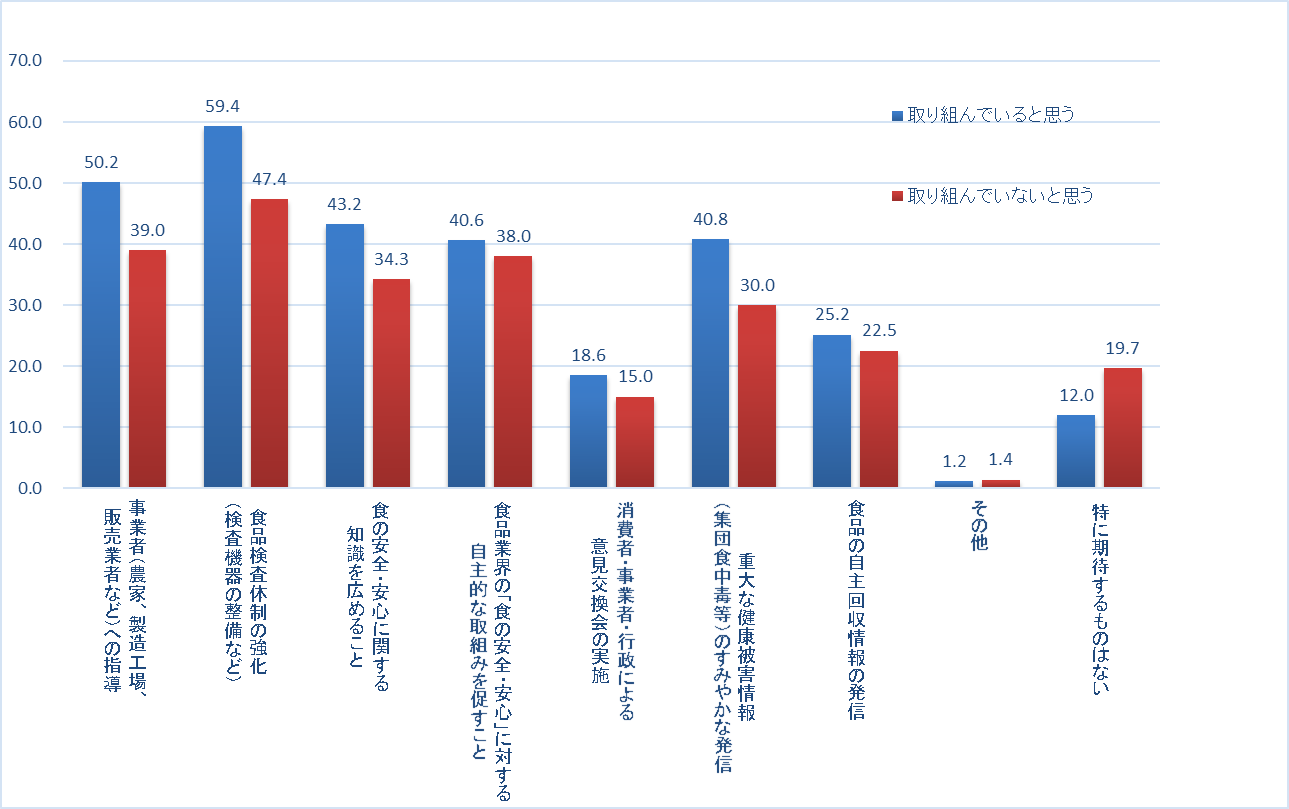 70.0
60.0
50.0
40.0
30.0
20.0
10.0
0.0
取り組んでいると思う
取り組んでいないと思う
50.2
39.0
59.4
47.4
43.2
34.3
40.6
38.0
18.6
15.0
40.8
30.0
25.2
22.5
1.2
1.4
12.0
19.7
事業者（農家、製造工場、
販売業者など）への指導
食品検査体制の強化
（検査機器の整備など）
食の安全・安心に関する
知識を広めること
食品業界の「食の安全・安心」に対する
自主的な取組みを促すこと
消費者・事業者・行政による
意見交換会の実施
重大な健康被害情報
（集団食中毒等）のすみやかな発信
食品の自主回収情報の発信
その他
特に期待するものはない